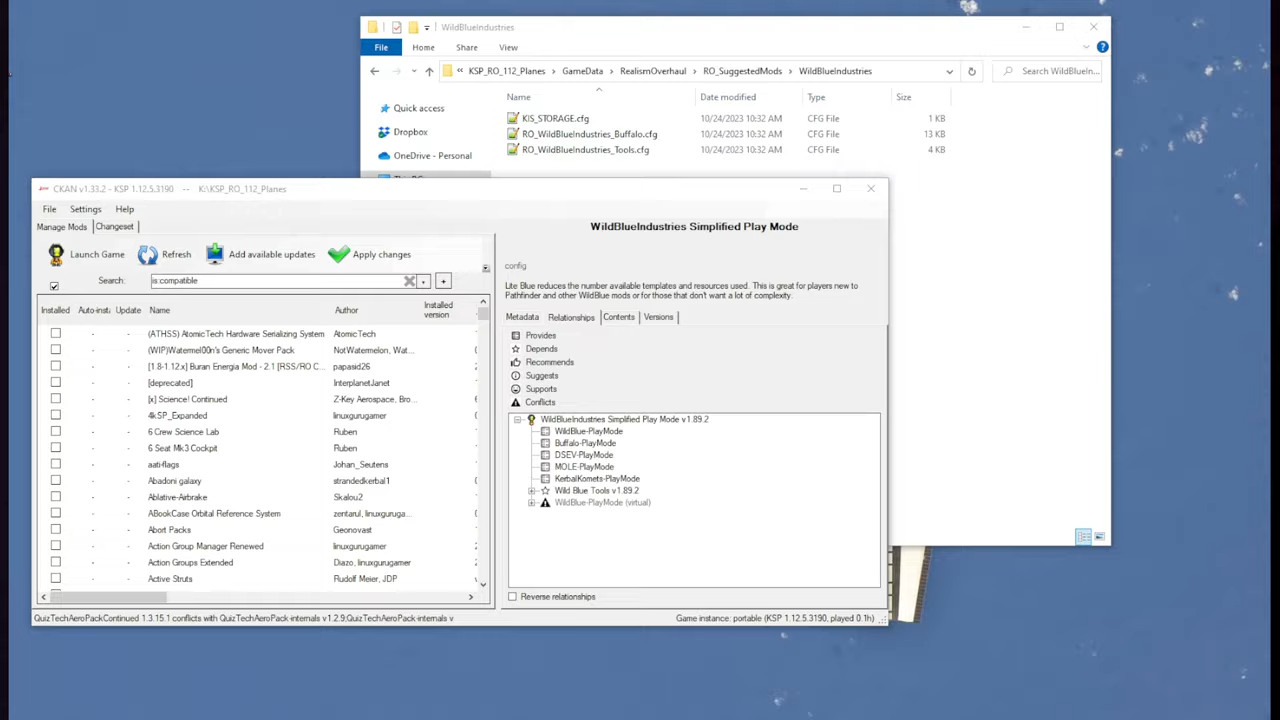 WildBlueIndustries
File Home Share View
« KSP_RO_112_Planes > GameData > RealismOverhaul > RO_SuggestedMods > WildBlueIndustries
Search WildBlueIn...
Quick access
Dropbox
OneDrive - Personal
Name Date modified Type Size
KIS_STORAGE.cfg 10/24/2023 10:32 AM CFG File 1 KB
RO_WildBlueIndustries_Buffalo.cfg 10/24/2023 10:32 AM CFG File 13 KB
RO_WildBlueIndustries_Tools.cfg 10/24/2023 10:32 AM CFG File 4 KB
CKAN v1.33.2 - KSP 1.12.5.3190 -- K:\KSP_RO_112_Planes
File Settings Help
Manage Mods Changeset
Launch Game Refresh Add available updates Apply changes
Search: is:compatible
Installed Auto-insta Update Name Author Installed version
- - (ATHSS) AtomicTech Hardware Serializing System AtomicTech
- - (WIP)Watermel00n's Generic Mover Pack NotWatermelon, Wat...
- - [1.8-1.12.x] Buran Energia Mod - 2.1 [RSS/RO C... papasid26
- - [deprecated] InterplanetJanet
- - [x] Science! Continued Z-Key Aerospace, Bro...
- - 4kSP_Expanded linuxgurugamer
- - 6 Crew Science Lab Ruben
- - 6 Seat Mk3 Cockpit Ruben
- - aati-flags Johan_Seutens
- - Abadoni galaxy strandedkerbal1
- - Ablative-Airbrake Skalou2
- - ABookCase Orbital Reference System zentarul, linuxguruga...
- - Abort Packs Geonovast
- - Action Group Manager Renewed linuxgurugamer
- - Action Groups Extended Diazo, linuxgurugam...
- - Active Struts Rudolf Meier, JDP
WildBlueIndustries Simplified Play Mode
config
Lite Blue reduces the number available templates and resources used. This is great for players new to
Pathfinder and other WildBlue mods or for those that don't want a lot of complexity.
Metadata Relationships Contents Versions
Provides
Depends
Recommends
Suggests
Supports
Conflicts
WildBlueIndustries Simplified Play Mode v1.89.2
WildBlue-PlayMode
Buffalo-PlayMode
DSEV-PlayMode
MOLE-PlayMode
KerbalKomets-PlayMode
Wild Blue Tools v1.89.2
WildBlue-PlayMode (virtual)
Reverse relationships
QuizTechAeroPackContinued 1.3.15.1 conflicts with QuizTechAeroPack-internals v1.2.9;QuizTechAeroPack-internals v
Game instance: portable (KSP 1.12.5.3190, played 0.1h)